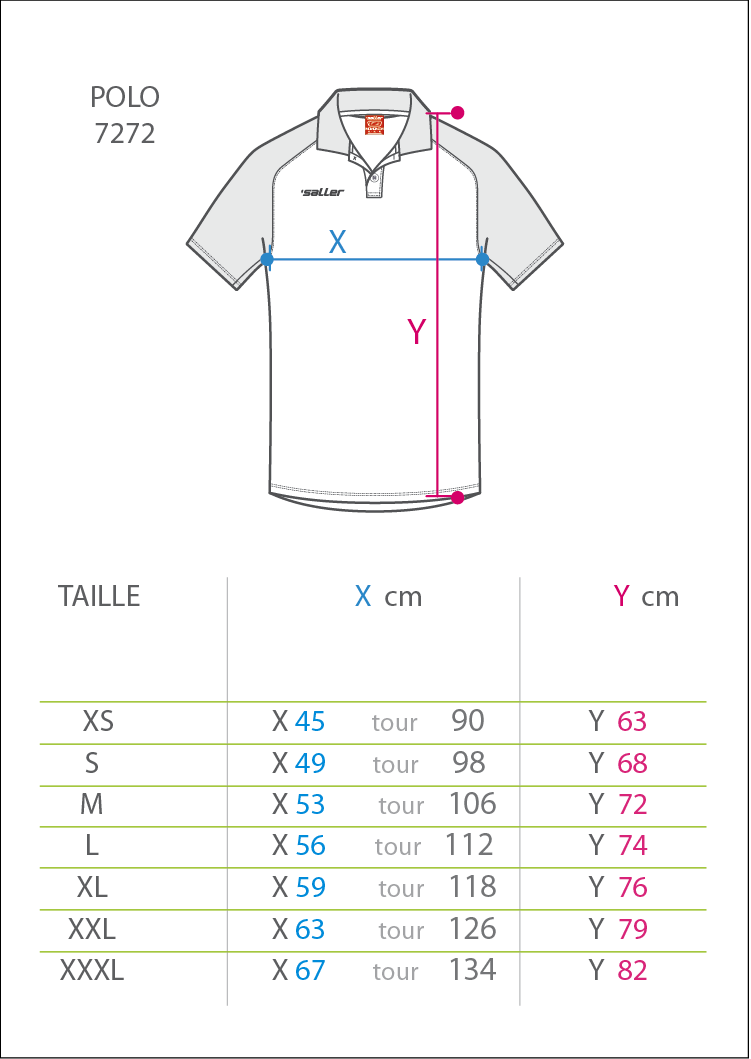 POLO
7272
saller
saller
X
Y
TAILLE X cm Y cm
XS X 45 tour 90 Y 63
S X 49 tour 98 Y 68
M X 53 tour 106 Y 72
L X 56 tour 112 Y 74
XL X 59 tour 118 Y 76
XXL X 63 tour 126 Y 79
XXXL X 67 tour 134 Y 82